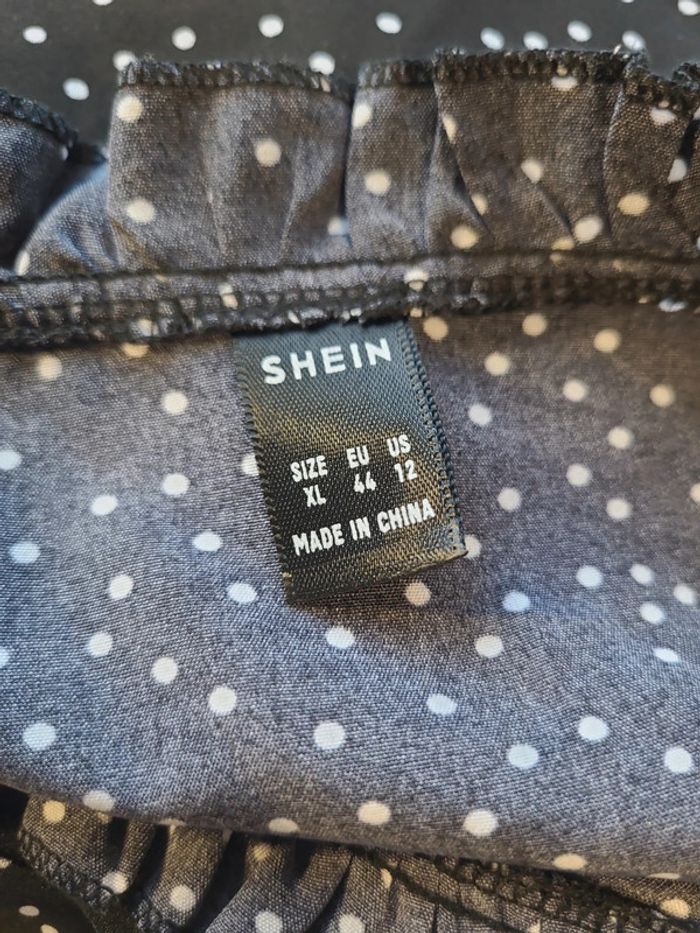 SHEIN
SIZE EU US
XL 44 12
MADE IN CHINA